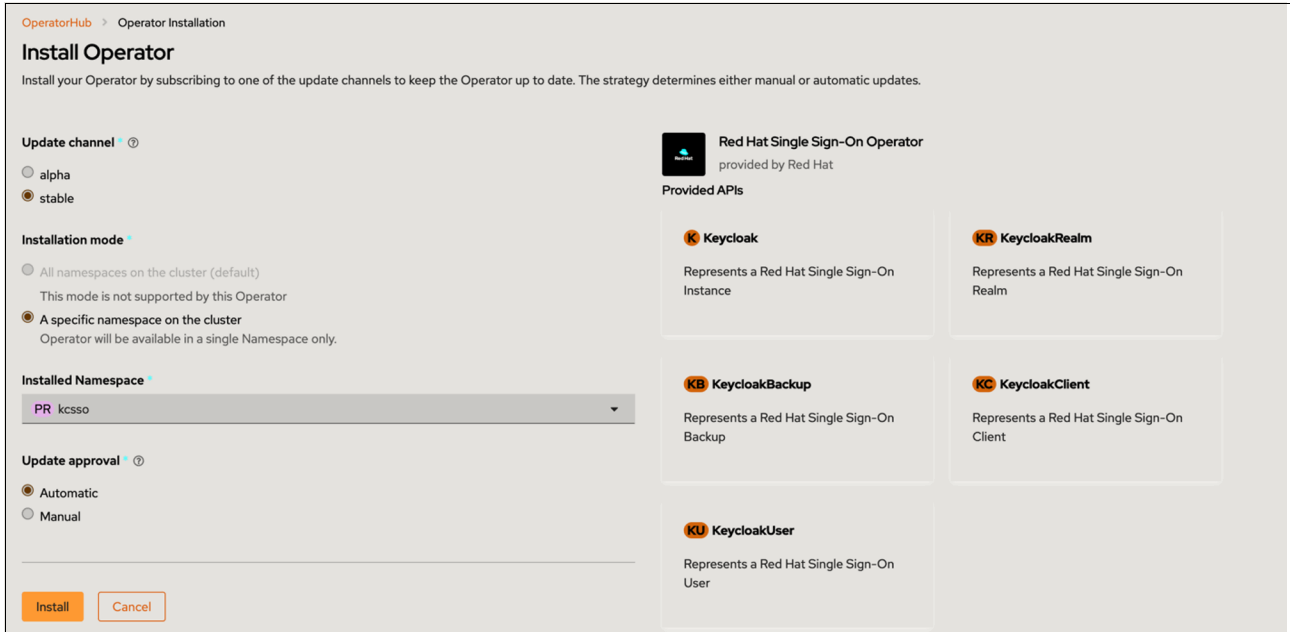 OperatorHub > Operator Installation
Install Operator
Install your Operator by subscribing to one of the update channels to keep the Operator up to date. The strategy determines either manual or automatic updates.
Update channel *
alpha
stable
Installation mode *
All namespaces on the cluster (default)
This mode is not supported by this Operator
A specific namespace on the cluster
Operator will be available in a single Namespace only.
Installed Namespace *
PR kcsso
Update approval *
Automatic
Manual
Install Cancel
Red Hat
Red Hat Single Sign-On Operator
provided by Red Hat
Provided APIs
K Keycloak
Represents a Red Hat Single Sign-On
Instance
KR KeycloakRealm
Represents a Red Hat Single Sign-On
Realm
KB KeycloakBackup
Represents a Red Hat Single Sign-On
Backup
KC KeycloakClient
Represents a Red Hat Single Sign-On
Client
KU KeycloakUser
Represents a Red Hat Single Sign-On
User